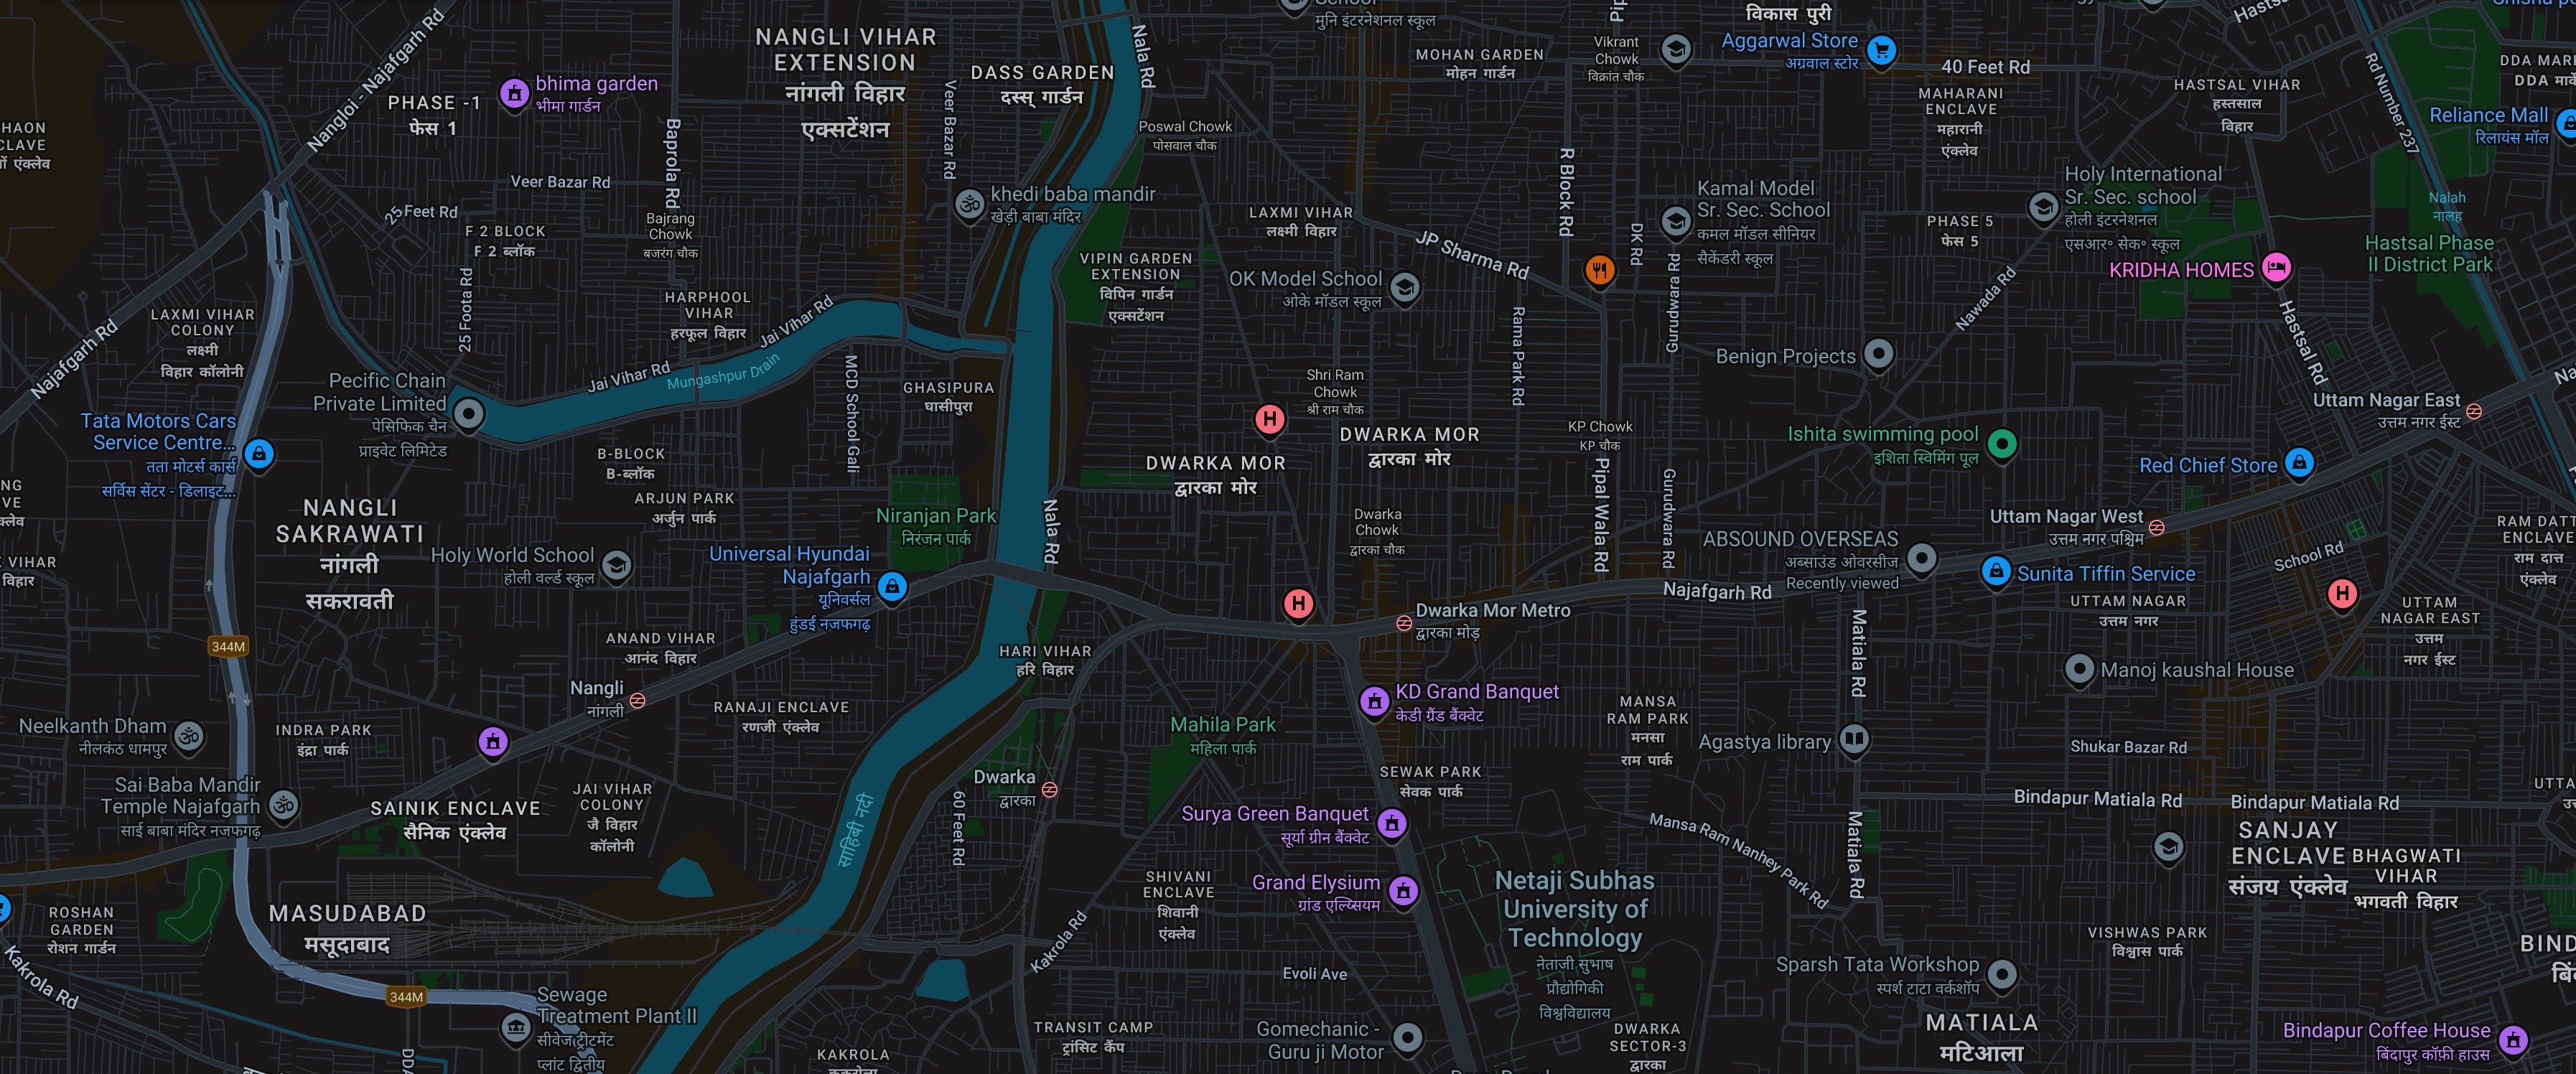 मुनि इंटरनेशनल स्कूल
विकास पुरी
Nangloi - Najafgarh Rd
PHASE -1
फेस 1
bhima garden
भीमा गार्डन
NANGLI VIHAR
EXTENSION
नांगली विहार
एक्सटेंशन
DASS GARDEN
दस्स् गार्डन
Nala Rd
MOHAN GARDEN
मोहन गार्डन
Vikrant
Chowk
विक्रांत चौक
Aggarwal Store
अग्रवाल स्टोर
40 Feet Rd
MAHARANI
ENCLAVE
महारानी
एंक्लेव
HASTSAL VIHAR
हस्तसाल
विहार
Rd Number 237
Reliance Mall
रिलायंस मॉल
Baprola Rd
Veer Bazar Rd
Veer Bazar Rd
Poswal Chowk
पोसवाल चौक
25 Feet Rd
F 2 BLOCK
F 2 ब्लॉक
Bajrang
Chowk
बजरंग चौक
khedi baba mandir
खेड़ी बाबा मंदिर
LAXMI VIHAR
लक्ष्मी विहार
R Block Rd
DK RD
Kamal Model
Sr. Sec. School
कमल मॉडल सीनियर
सैकेंडरी स्कूल
PHASE 5
फेस 5
Holy International
Sr. Sec. school
होली इंटरनेशनल
एसआर॰ सेक॰ स्कूल
Nalah
नालह
Hastsal Phase
II District Park
KRIDHA HOMES
JP Sharma Rd
VIPIN GARDEN
EXTENSION
विपिन गार्डन
एक्सटेंशन
OK Model School
ओके मॉडल स्कूल
Rama Park Rd
Gurudwara Rd
Nawada Rd
Hastsal Rd
LAXMI VIHAR
COLONY
लक्ष्मी
विहार कॉलोनी
Najafgarh Rd
25 Foota Rd
HARPHOOL
VIHAR
हरफूल विहार
Jai Vihar Rd
Jai Vihar Rd
Mungashpur Drain
MCD School Gali
GHASIPURA
घासीपुरा
Pecific Chain
Private Limited
पेसिफिक चैन
प्राइवेट लिमिटेड
Benign Projects
Shri Ram
Chowk
श्री राम चौक
Uttam Nagar East
उत्तम नगर ईस्ट
Tata Motors Cars
Service Centre...
तता मोटर्स कार्स
सर्विस सेंटर - डिलाइट...
B-BLOCK
B-ब्लॉक
DWARKA MOR
द्वारका मोर
DWARKA MOR
द्वारका मोर
KP Chowk
KP चौक
Ishita swimming pool
इशिता स्विमिंग पूल
Red Chief Store
NANGLI
SAKRAWATI
नांगली
सकरावती
ARJUN PARK
अर्जुन पार्क
Niranjan Park
निरंजन पार्क
Nala Rd
Dwarka
Chowk
द्वारका चौक
Pipal Wala Rd
Gurudwara Rd
ABSOUND OVERSEAS
अब्साउंड ओवरसीज
Recently viewed
Uttam Nagar West
उत्तम नगर पश्चिम
School Rd
Holy World School
होली वर्ल्ड स्कूल
Universal Hyundai
Najafgarh
यूनिवर्सल
हुंडई नजफगढ़
Najafgarh Rd
Sunita Tiffin Service
UTTAM NAGAR
उत्तम नगर
UTTAM
NAGAR EAST
उत्तम
नगर ईस्ट
Dwarka Mor Metro
द्वारका मोड़
344M
ANAND VIHAR
आनंद विहार
HARI VIHAR
हरि विहार
Matiala Rd
Manoj kaushal House
Nangli
नांगली
RANAJI ENCLAVE
रणजी एंक्लेव
KD Grand Banquet
केडी ग्रैंड बैंक्वेट
MANSA
RAM PARK
मनसा
राम पार्क
Neelkanth Dham
नीलकंठ धामपुर
INDRA PARK
इंद्रा पार्क
Mahila Park
महिला पार्क
Agastya library
Shukar Bazar Rd
Sai Baba Mandir
Temple Najafgarh
साई बाबा मंदिर नजफगढ़
SAINIK ENCLAVE
सैनिक एंक्लेव
JAI VIHAR
COLONY
जै विहार
कॉलोनी
Dwarka
द्वारका
SEWAK PARK
सेवक पार्क
Bindapur Matiala Rd
Bindapur Matiala Rd
साहिबी नदी
60 Feet Rd
Surya Green Banquet
सूर्या ग्रीन बैंक्वेट
Mansa Ram Nanhey Park Rd
Matiala Rd
SANJAY
ENCLAVE
संजय एंक्लेव
BHAGWATI
VIHAR
भगवती विहार
Grand Elysium
ग्रांड एल्य्सियम
SHIVANI
ENCLAVE
शिवानी
एंक्लेव
Netaji Subhas
University of
Technology
नेताजी सुभाष
प्रौद्योगिकी
विश्वविद्यालय
ROSHAN
GARDEN
रोशन गार्डन
MASUDABAD
मसूदाबाद
Kakrola Rd
Kakrola Rd
VISHWAS PARK
विश्वास पार्क
Evoli Ave
Sparsh Tata Workshop
स्पर्श टाटा वर्कशॉप
344M
Sewage
Treatment Plant II
सीवेज ट्रीटमेंट
प्लांट द्वितीय
KAKROLA
TRANSIT CAMP
ट्रांसिट कैंप
Gomechanic -
Guru ji Motor
DWARKA
SECTOR-3
द्वारका
MATIALA
मटिआला
Bindapur Coffee House
बिंदापुर कॉफ़ी हाउस